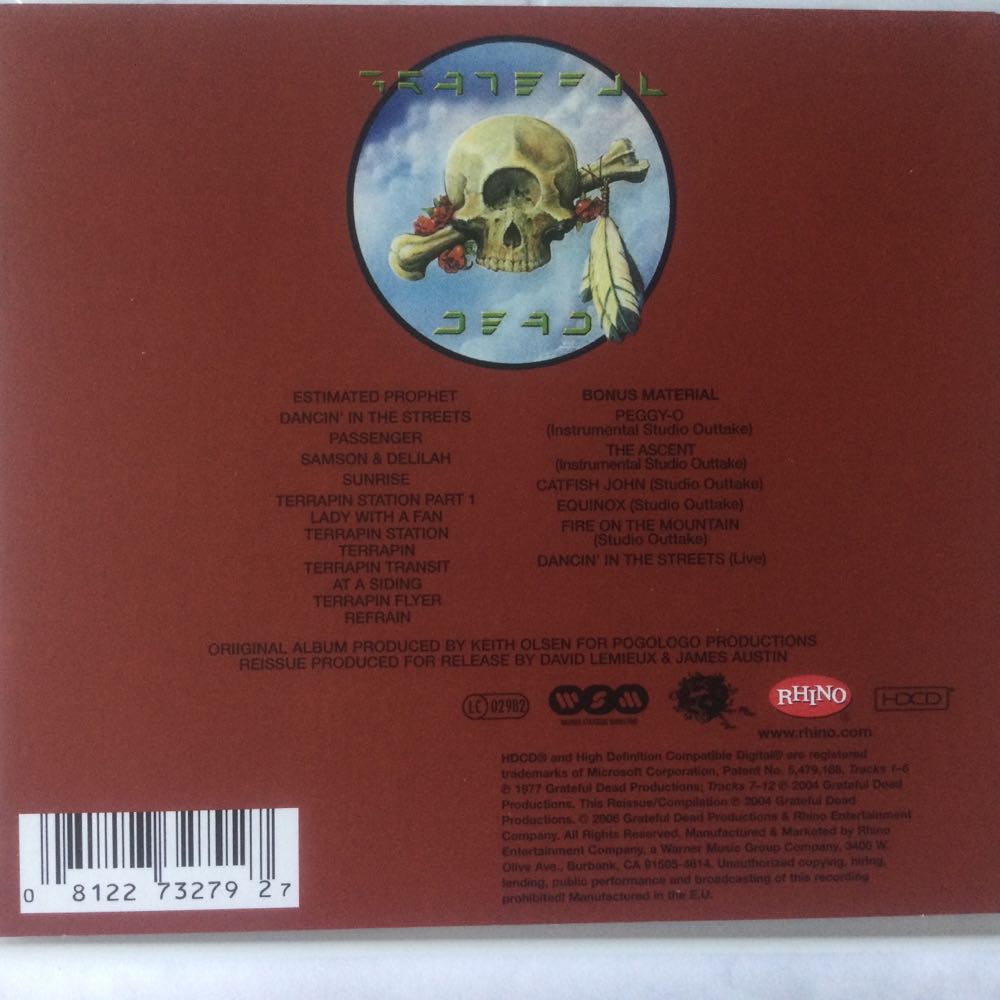 GRATEFUL
DEAD
ESTIMATED PROPHET
DANCIN' IN THE STREETS
PASSENGER
SAMSON & DELILAH
SUNRISE
TERRAPIN STATION PART 1
LADY WITH A FAN
TERRAPIN STATION
TERRAPIN
TERRAPIN TRANSIT
AT A SIDING
TERRAPIN FLYER
REFRAIN
BONUS MATERIAL
PEGGY-O
(Instrumental Studio Outtake)
THE ASCENT
(Instrumental Studio Outtake)
CATFISH JOHN (Studio Outtake)
EQUINOX (Studio Outtake)
FIRE ON THE MOUNTAIN
(Studio Outtake)
DANCIN' IN THE STREETS (Live)
ORIIGINAL ALBUM PRODUCED BY KEITH OLSEN FOR POGOLOGO PRODUCTIONS
REISSUE PRODUCED FOR RELEASE BY DAVID LEMIEUX & JAMES AUSTIN
LC 02982
WSM
RHINO
HDCD
www.rhino.com
HDCD® and High Definition Compatible Digital® are registered
trademarks of Microsoft Corporation, Patent No. 5,479,168. Tracks 1-6
℗ 1977 Grateful Dead Productions; Tracks 7-12 ℗ 2004 Grateful Dead
Productions. This Reissue/Compilation ℗ 2004 Grateful Dead
Productions. © 2006 Grateful Dead Productions & Rhino Entertainment
Company. All Rights Reserved. Manufactured & Marketed by Rhino
Entertainment Company, a Warner Music Group Company, 3400 W.
Olive Ave., Burbank, CA 91505-4614. Unauthorized copying, hiring,
lending, public performance and broadcasting of this recording
prohibited! Manufactured in the E.U.
0 8122 73279 2 7